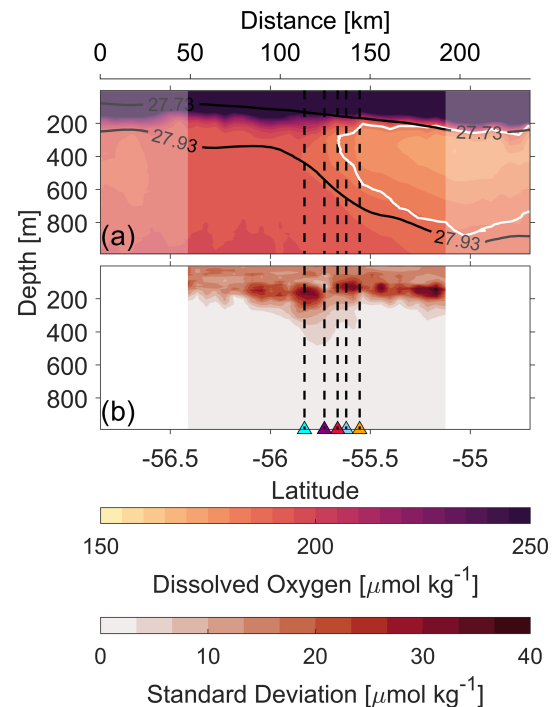 Distance [km]
0 50 100 150 200
27.73 27.73
27.93
27.93
200
400
600
800
(a)
Depth [m]
200
400
600
800
(b)
-56.5 -56 -55.5 -55
Latitude
150 200 250
Dissolved Oxygen [μmol kg⁻¹]
0 10 20 30 40
Standard Deviation [μmol kg⁻¹]